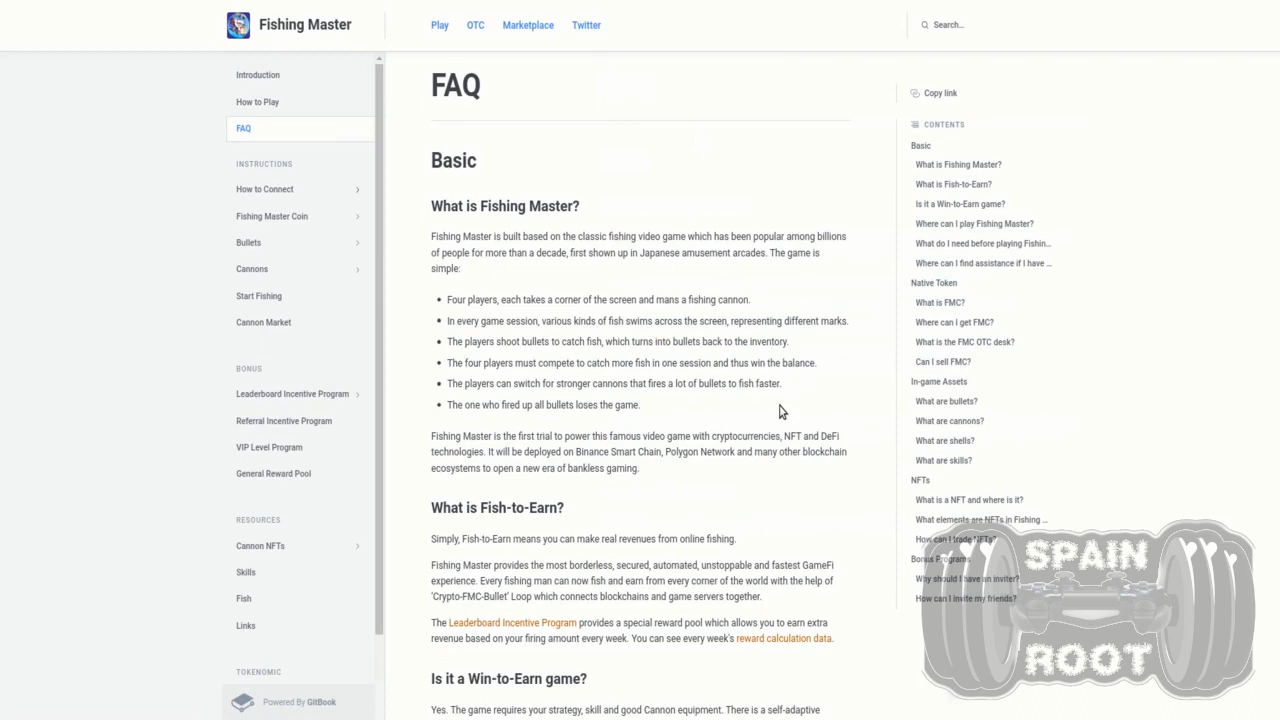 Fishing Master
Play
OTC
Marketplace
Twitter
Search...
Introduction
How to Play
FAQ
INSTRUCTIONS
How to Connect
Fishing Master Coin
Bullets
Cannons
Start Fishing
Cannon Market
BONUS
Leaderboard Incentive Program
Referral Incentive Program
VIP Level Program
General Reward Pool
RESOURCES
Cannon NFTs
Skills
Fish
Links
TOKENOMIC
Powered By GitBook
FAQ
Basic
What is Fishing Master?
Fishing Master is built based on the classic fishing video game which has been popular among billions
of people for more than a decade, first shown up in Japanese amusement arcades. The game is
simple:
• Four players, each takes a corner of the screen and mans a fishing cannon.
• In every game session, various kinds of fish swims across the screen, representing different marks.
• The players shoot bullets to catch fish, which turns into bullets back to the inventory.
• The four players must compete to catch more fish in one session and thus win the balance.
• The players can switch for stronger cannons that fires a lot of bullets to fish faster.
• The one who fired up all bullets loses the game.
Fishing Master is the first trial to power this famous video game with cryptocurrencies, NFT and DeFi
technologies. It will be deployed on Binance Smart Chain, Polygon Network and many other blockchain
ecosystems to open a new era of bankless gaming.
What is Fish-to-Earn?
Simply, Fish-to-Earn means you can make real revenues from online fishing.
Fishing Master provides the most borderless, secured, automated, unstoppable and fastest GameFi
experience. Every fishing man can now fish and earn from every corner of the world with the help of
'Crypto-FMC-Bullet' Loop which connects blockchains and game servers together.
The Leaderboard Incentive Program provides a special reward pool which allows you to earn extra
revenue based on your firing amount every week. You can see every week's reward calculation data.
Is it a Win-to-Earn game?
Yes. The game requires your strategy, skill and good Cannon equipment. There is a self-adaptive
Copy link
CONTENTS
Basic
What is Fishing Master?
What is Fish-to-Earn?
Is it a Win-to-Earn game?
Where can I play Fishing Master?
What do I need before playing Fishin...
Where can I find assistance if I have ...
Native Token
What is FMC?
Where can I get FMC?
What is the FMC OTC desk?
Can I sell FMC?
In-game Assets
What are bullets?
What are cannons?
What are shells?
What are skills?
NFTs
What is a NFT and where is it?
What elements are NFTs in Fishing ...
How can I trade NFTs?
Bonus Programs
Why should I have an inviter?
How can I invite my friends?
SPAIN
ROOT